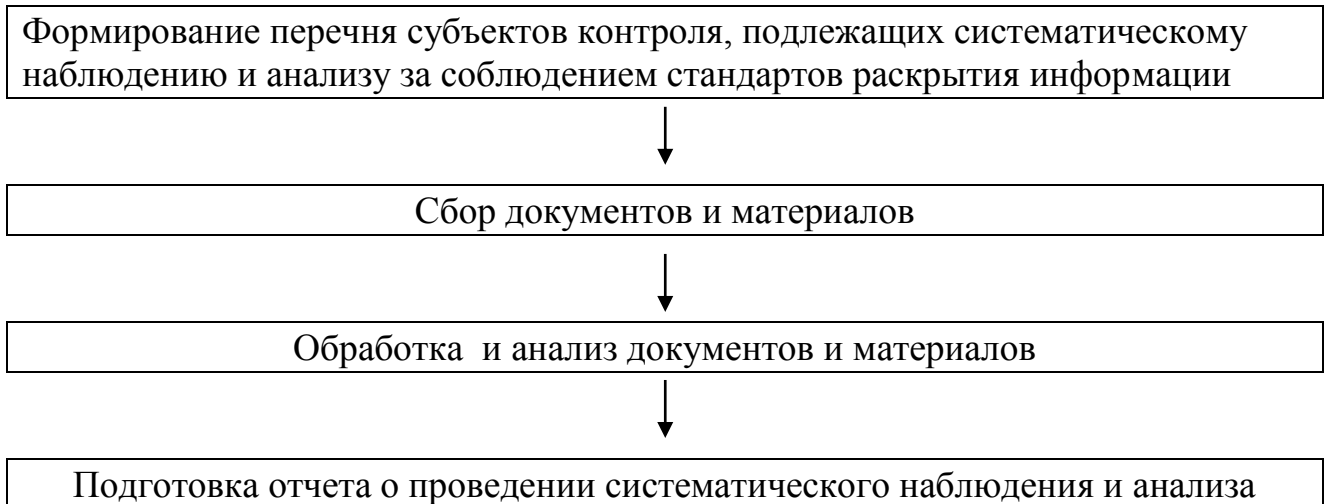 Формирование перечня субъектов контроля, подлежащих систематическому
наблюдению и анализу за соблюдением стандартов раскрытия информации
Сбор документов и материалов
Обработка  и анализ документов и материалов
Подготовка отчета о проведении систематического наблюдения и анализа